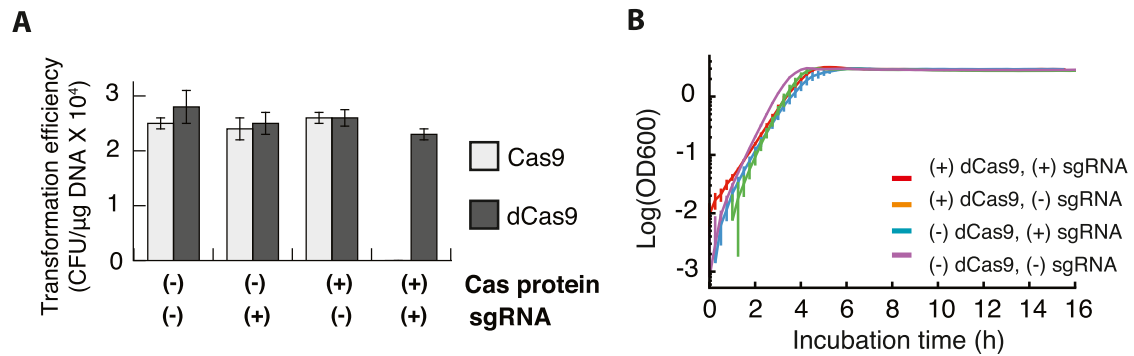 A
Transformation efficiency
(CFU/μg DNA X 10⁴)
3
2
1
0
Cas9
dCas9
(-) (-) (+) (+) Cas protein
(-) (+) (-) (+) sgRNA
B
Log(OD600)
0
-1
-2
-3
(+) dCas9, (+) sgRNA
(+) dCas9, (-) sgRNA
(-) dCas9, (+) sgRNA
(-) dCas9, (-) sgRNA
0 2 4 6 8 10 12 14 16
Incubation time (h)